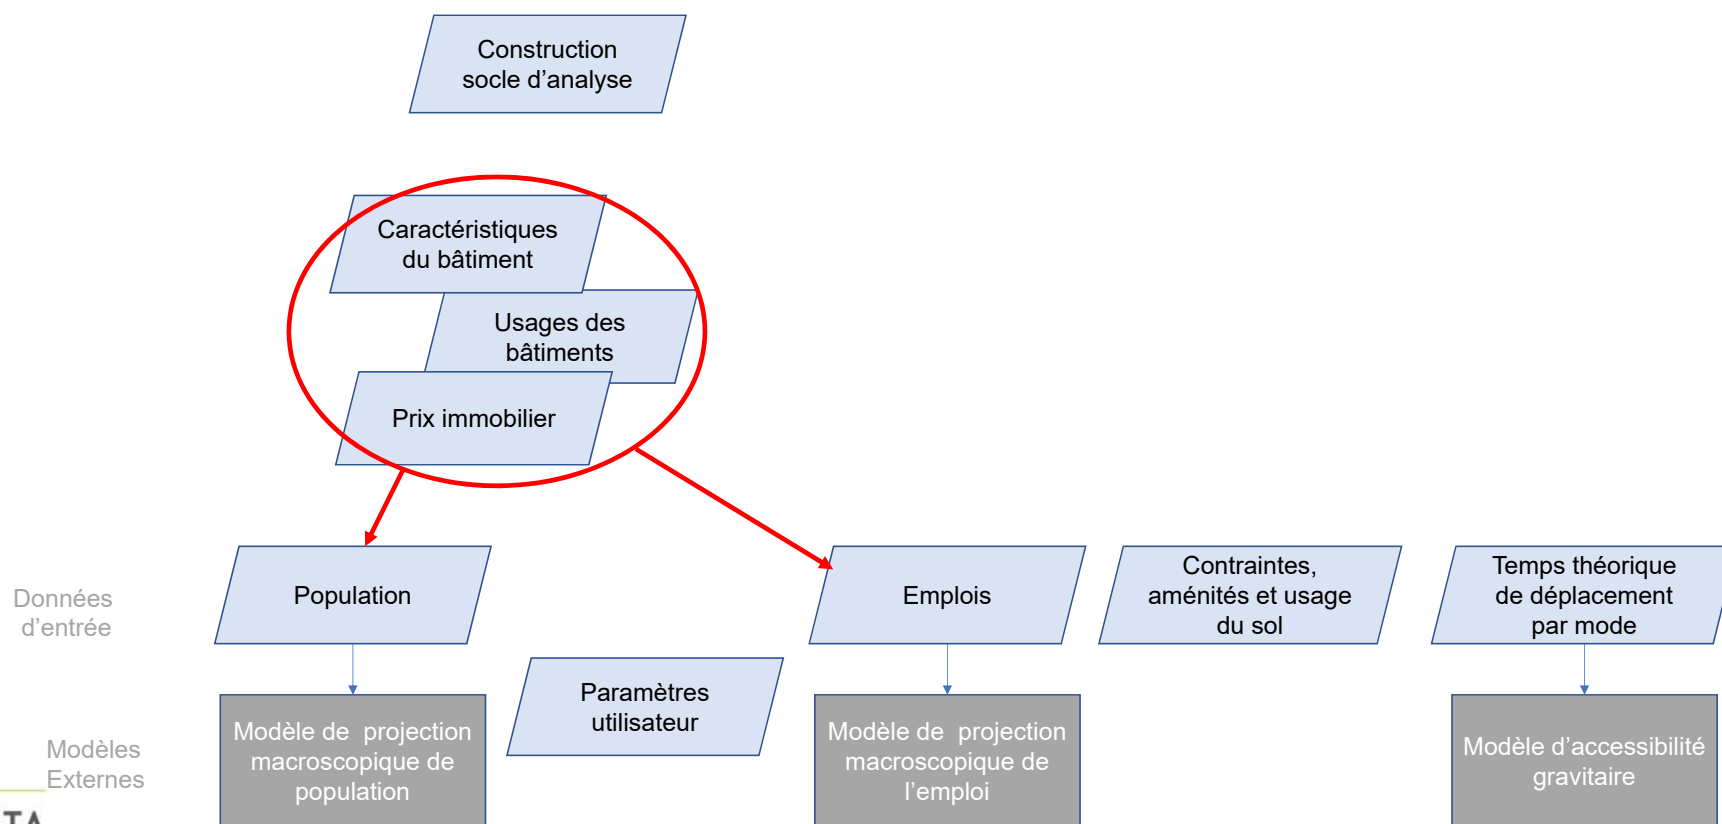 Construction
socle d’analyse
Caractéristiques
du bâtiment
Usages des
bâtiments
Prix immobilier
Données
d’entrée
Population
Emplois
Contraintes,
aménités et usage
du sol
Temps théorique
de déplacement
par mode
Paramètres
utilisateur
Modèles
Externes
Modèle de  projection
macroscopique de
population
Modèle de  projection
macroscopique de
l’emploi
Modèle d’accessibilité
gravitaire